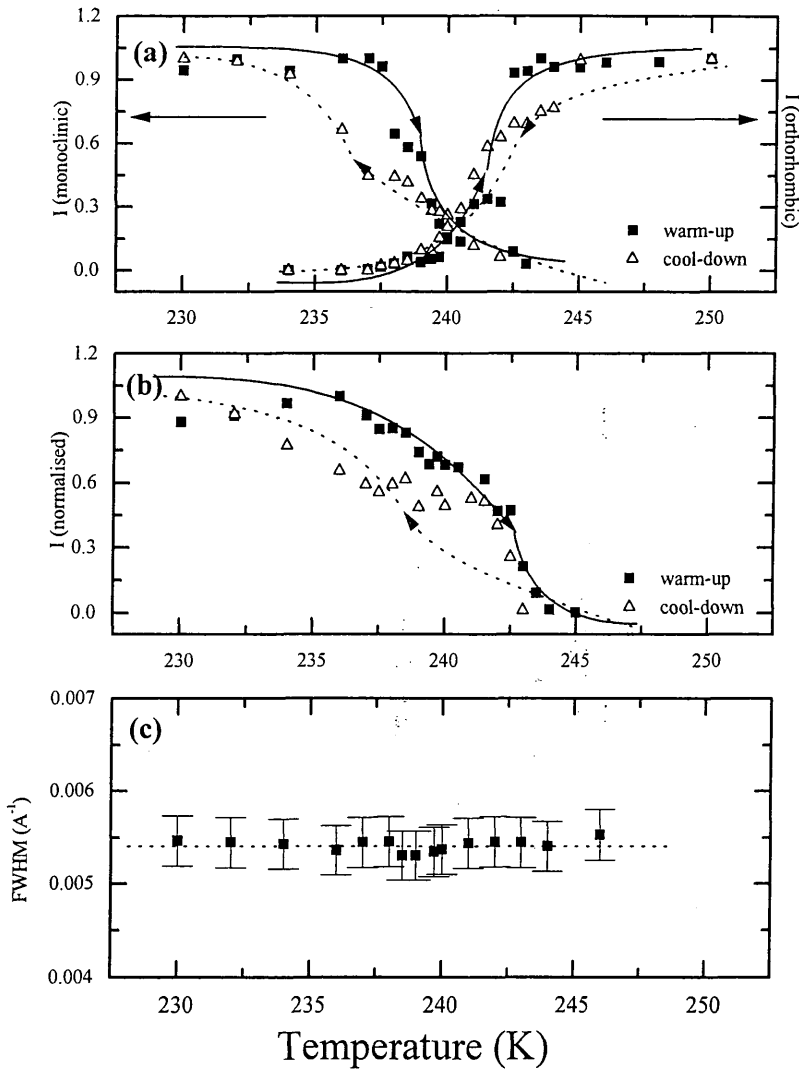 1.2
(a)
0.9
0.6
0.3
0.0
I (monoclinic)
I (orthorhombic)
warm-up
cool-down
230 235 240 245 250
1.2
(b)
0.9
0.6
0.3
0.0
I (normalised)
warm-up
cool-down
230 235 240 245 250
0.007
(c)
0.006
0.005
0.004
FWHM (A⁻¹)
230 235 240 245 250
Temperature (K)